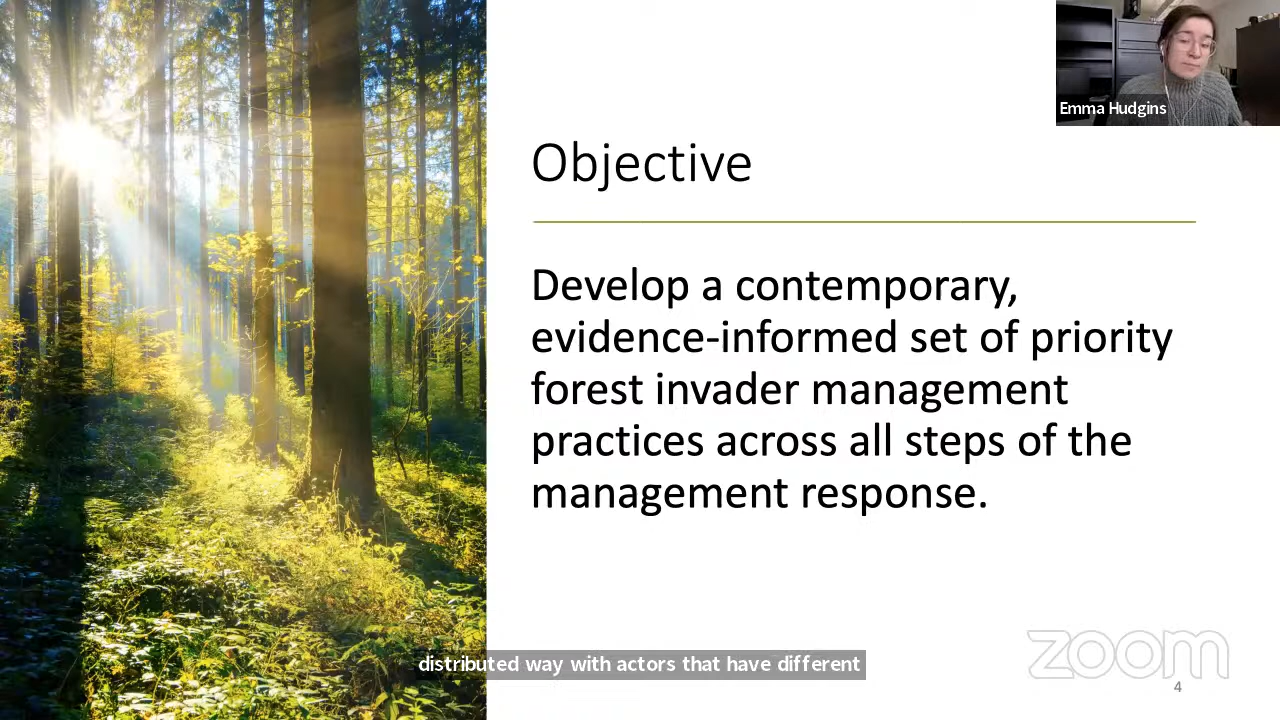 Emma Hudgins
Objective
Develop a contemporary,
evidence-informed set of priority
forest invader management
practices across all steps of the
management response.
distributed way with actors that have different
zoom
4